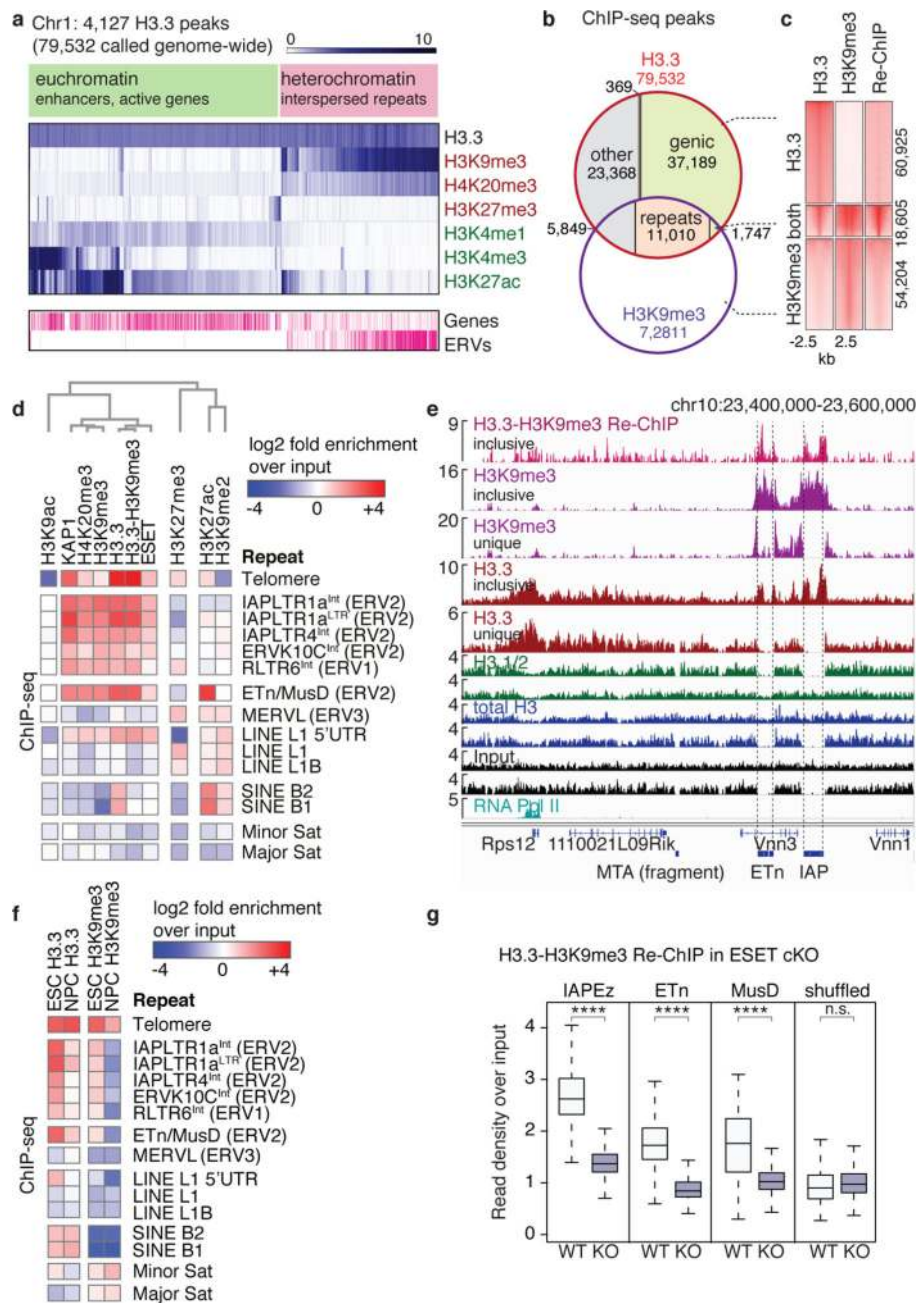 a
Chr1: 4,127 H3.3 peaks
(79,532 called genome-wide)
0 10
euchromatin
enhancers, active genes
heterochromatin
interspersed repeats
H3.3
H3K9me3
H4K20me3
H3K27me3
H3K4me1
H3K4me3
H3K27ac
Genes
ERVs
b
ChIP-seq peaks
H3.3
79,532
369
genic
37,189
other
23,368
repeats
11,010
5,849
1,747
H3K9me3
7,2811
c
H3.3
H3K9me3
Re-ChIP
H3.3
60,925
both
18,605
H3K9me3
54,204
-2.5 2.5
kb
d
log2 fold enrichment
over input
-4 +4
H3K9ac
KAP1
H4K20me3
H3K9me3
H3.3
H3.3-H3K9me3
ESET
H3K27me3
H3K27ac
H3K9me2
Repeat
Telomere
IAPLTR1a^Int (ERV2)
IAPLTR1a^LTR (ERV2)
IAPLTR4^Int (ERV2)
ERVK10C^Int (ERV2)
RLTR6^Int (ERV1)
ETn/MusD (ERV2)
MERVL (ERV3)
LINE L1 5'UTR
LINE L1
LINE L1B
SINE B2
SINE B1
Minor Sat
Major Sat
ChIP-seq
e
chr10:23,400,000-23,600,000
9
H3.3-H3K9me3 Re-ChIP
inclusive
16
H3K9me3
inclusive
20
H3K9me3
unique
10
H3.3
inclusive
6
H3.3
unique
4
H3.1/2
4
4
total H3
4
4
Input
4
5
RNA Pol II
Rps12 1110021L09Rik Vnn3 Vnn1
MTA (fragment) ETn IAP
f
log2 fold enrichment
over input
-4 +4
ESC H3.3
NPC H3.3
ESC H3K9me3
NPC H3K9me3
Repeat
Telomere
IAPLTR1a^Int (ERV2)
IAPLTR1a^LTR (ERV2)
IAPLTR4^Int (ERV2)
ERVK10C^Int (ERV2)
RLTR6^Int (ERV1)
ETn/MusD (ERV2)
MERVL (ERV3)
LINE L1 5'UTR
LINE L1
LINE L1B
SINE B2
SINE B1
Minor Sat
Major Sat
ChIP-seq
g
H3.3-H3K9me3 Re-ChIP in ESET cKO
IAPEz ETn MusD shuffled
**** **** **** n.s.
Read density over input
4
3
2
1
0
WT KO WT KO WT KO WT KO